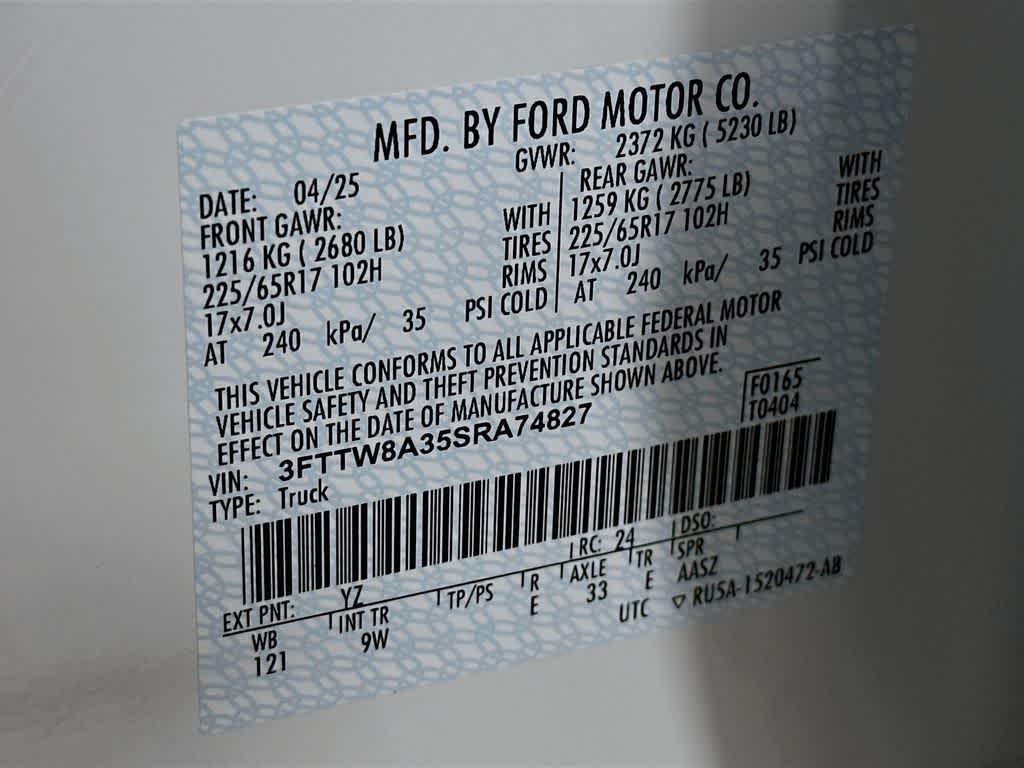 MFD. BY FORD MOTOR CO.
DATE: 04/25 GVWR: 2372 KG ( 5230 LB)
FRONT GAWR: REAR GAWR:
1216 KG ( 2680 LB) WITH 1259 KG ( 2775 LB) WITH
225/65R17 102H TIRES 225/65R17 102H TIRES
17x7.0J RIMS 17x7.0J RIMS
AT 240 kPa/ 35 PSI COLD AT 240 kPa/ 35 PSI COLD
THIS VEHICLE CONFORMS TO ALL APPLICABLE FEDERAL MOTOR
VEHICLE SAFETY AND THEFT PREVENTION STANDARDS IN
EFFECT ON THE DATE OF MANUFACTURE SHOWN ABOVE.
VIN: 3FTTW8A35SRA74827 F0165
TYPE: Truck T0404
EXT PNT: YZ RC: 24 DSO:
WB INT TR TP/PS R AXLE TR SPR
121 9W E 33 E AASZ
UTC ▽ RUSA-1520472-AB